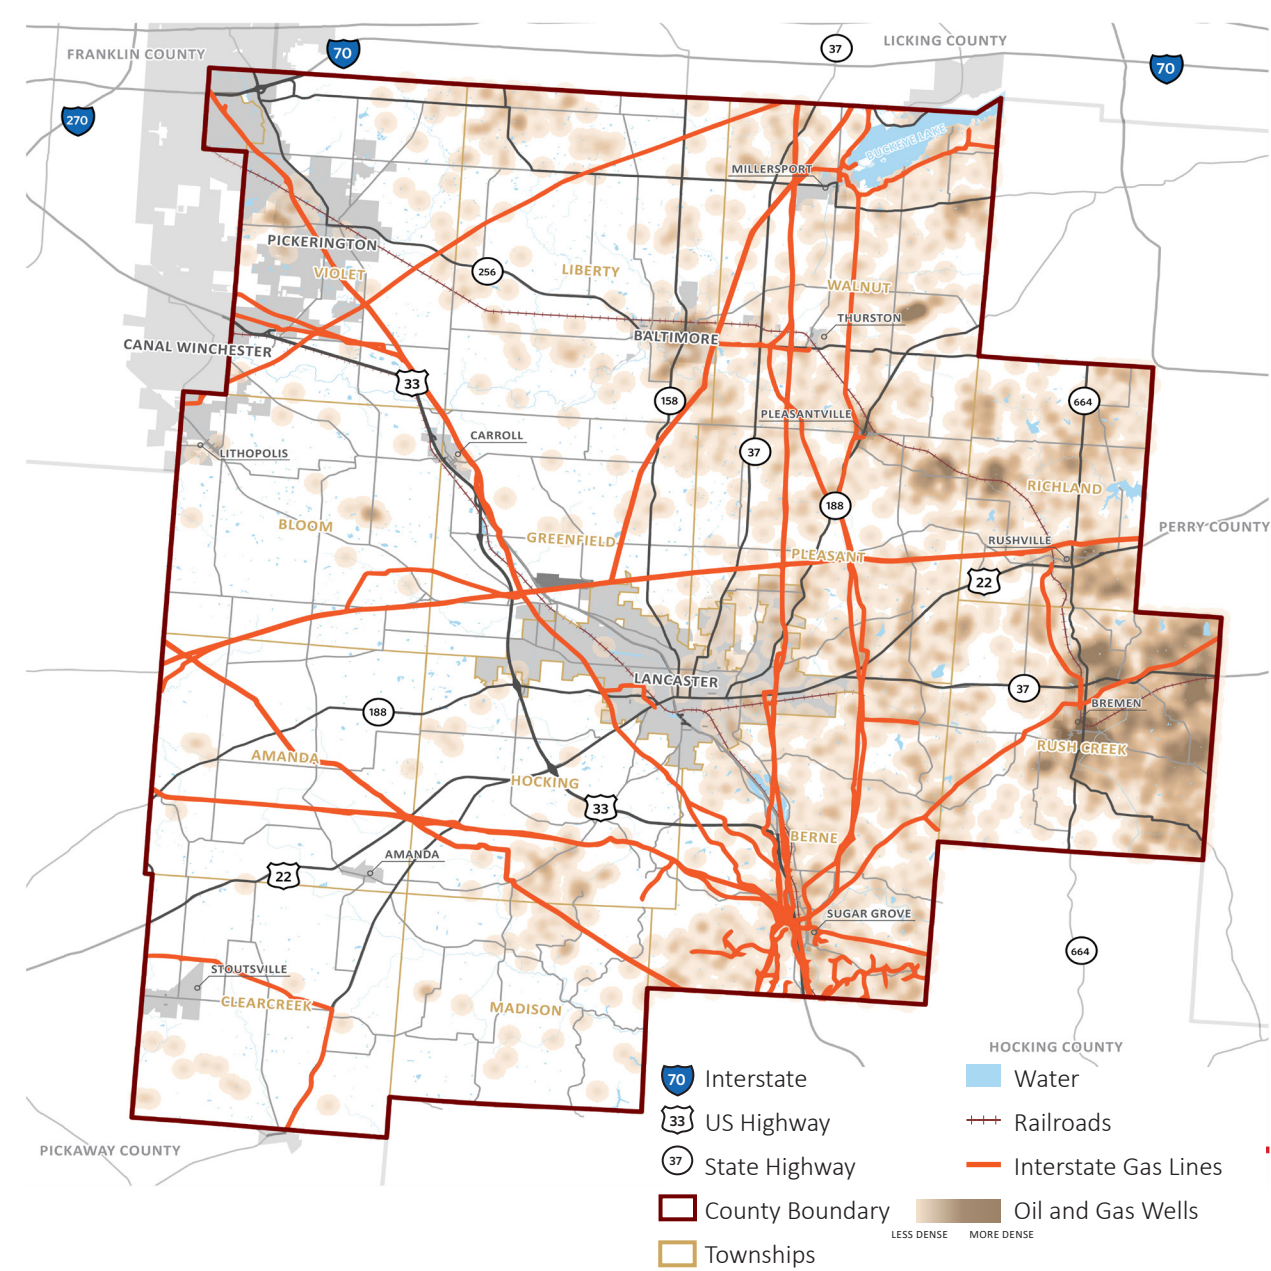 FRANKLIN COUNTY
70
37
LICKING COUNTY
70
270
BUCKEYE LAKE
MILLERSPORT
PICKERINGTON
VIOLET
256
LIBERTY
WALNUT
THURSTON
BALTIMORE
CANAL WINCHESTER
33
158
664
PLEASANTVILLE
CARROLL
37
LITHOPOLIS
RICHLAND
188
BLOOM
PERRY COUNTY
GREENFIELD
RUSHVILLE
PLEASANT
22
LANCASTER
37
BREMEN
188
RUSH CREEK
AMANDA
HOCKING
33
BERNE
AMANDA
22
SUGAR GROVE
664
STOUTSVILLE
CLEARCREEK
MADISON
HOCKING COUNTY
70 Interstate
Water
33 US Highway
Railroads
PICKAWAY COUNTY
37 State Highway
Interstate Gas Lines
County Boundary
Oil and Gas Wells
LESS DENSE MORE DENSE
Townships